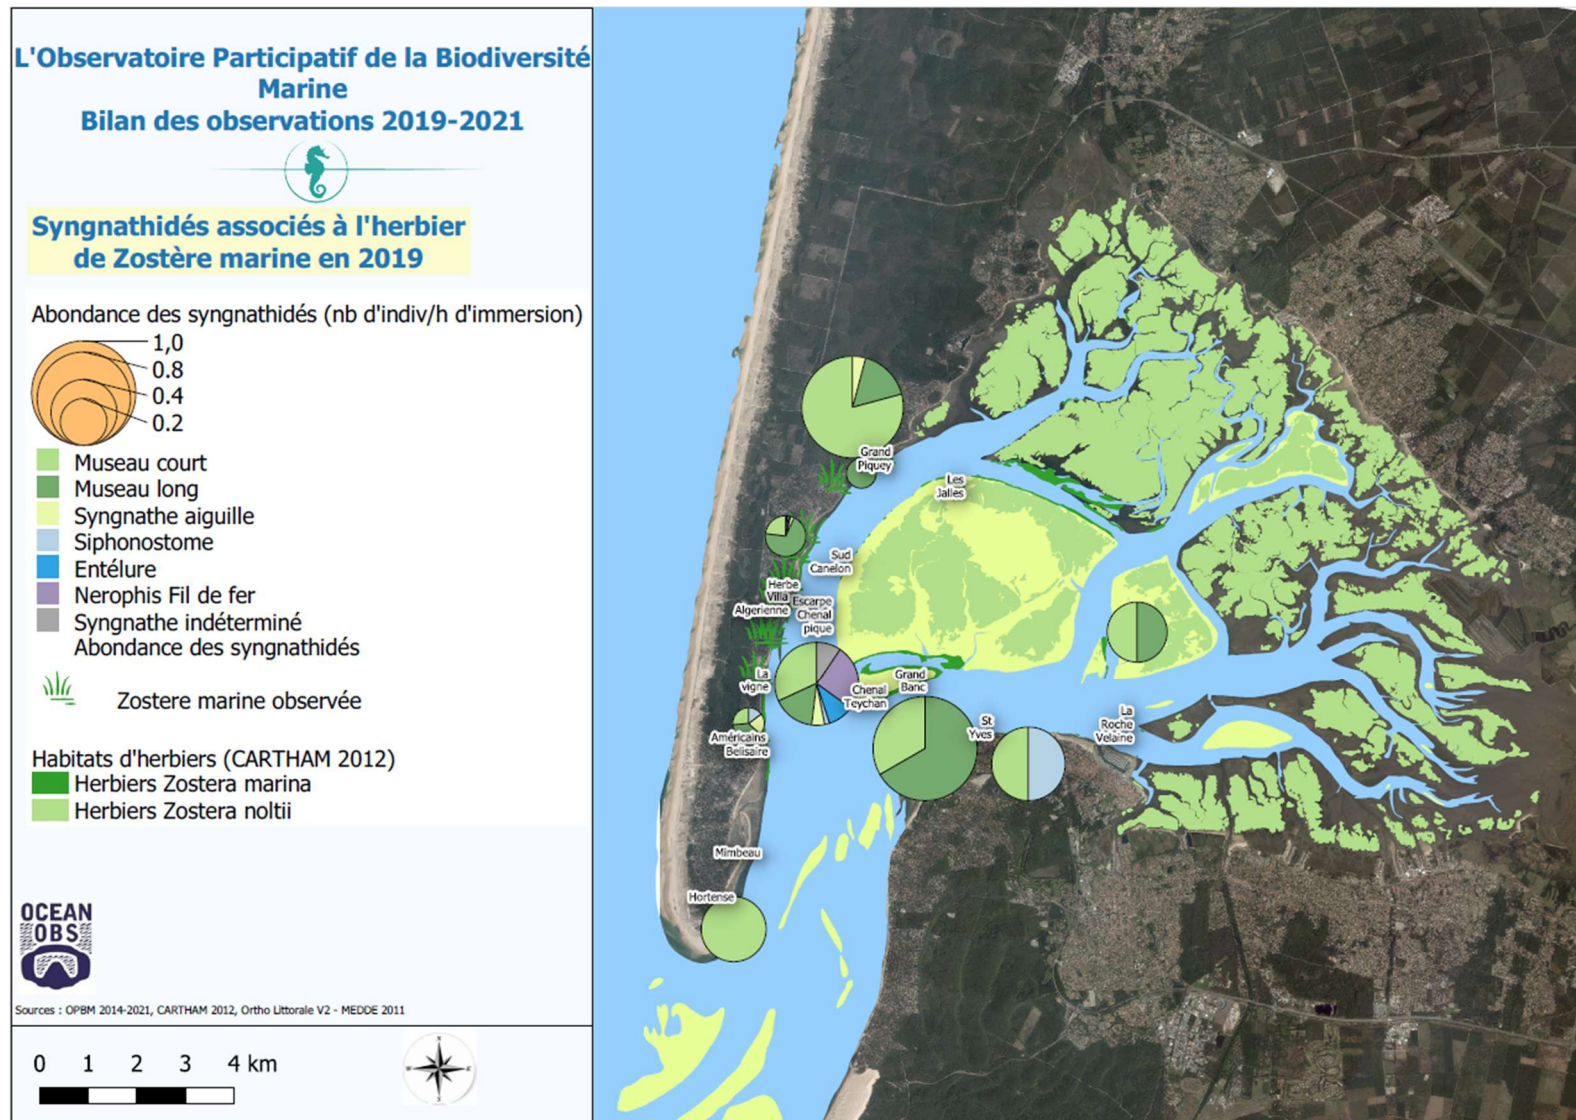 L'Observatoire Participatif de la Biodiversité
Marine
Bilan des observations 2019-2021
Syngnathidés associés à l'herbier
de Zostère marine en 2019
Abondance des syngnathidés (nb d'indiv/h d'immersion)
1,0
0.8
0.4
0.2
Museau court
Museau long
Syngnathe aiguille
Siphonostome
Entélure
Nerophis Fil de fer
Syngnathe indéterminé
Abondance des syngnathidés
Zostere marine observée
Habitats d'herbiers (CARTHAM 2012)
Herbiers Zostera marina
Herbiers Zostera noltii
OCEAN
OBS
Sources : OPBM 2014-2021, CARTHAM 2012, Ortho Littorale V2 - MEDDE 2011
0 1 2 3 4 km
N
W
E
S
Grand
Piquey
Les
Jalles
Sud
Canelon
Herbe
Villa
Algerienne
Escarpe
Chenal
pique
La
vigne
Chenal
Teychan
Grand
Banc
St
Yves
La
Roche
Velaine
Américains
Belisaire
Mimbeau
Hortense